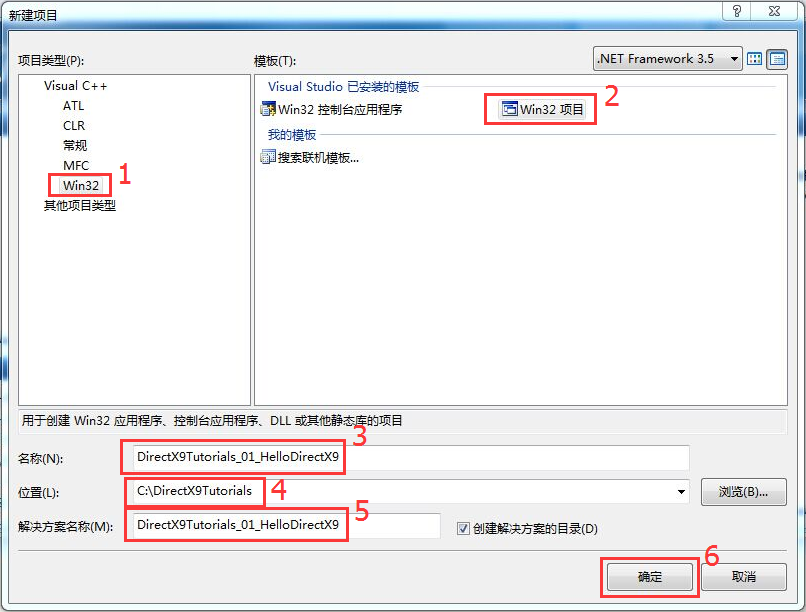 新建项目
项目类型(P):
模板(T):
.NET Framework 3.5
Visual C++
ATL
CLR
常规
MFC
Win32
1
其他项目类型
Visual Studio 已安装的模板
Win32 控制台应用程序
Win32 项目
2
我的模板
搜索联机模板...
用于创建 Win32 应用程序、控制台应用程序、DLL 或其他静态库的项目
名称(N):
DirectX9Tutorials_01_HelloDirectX9
3
位置(L):
C:\DirectX9Tutorials
4
浏览(B)...
解决方案名称(M):
DirectX9Tutorials_01_HelloDirectX9
5
创建解决方案的目录(D)
确定
6
取消